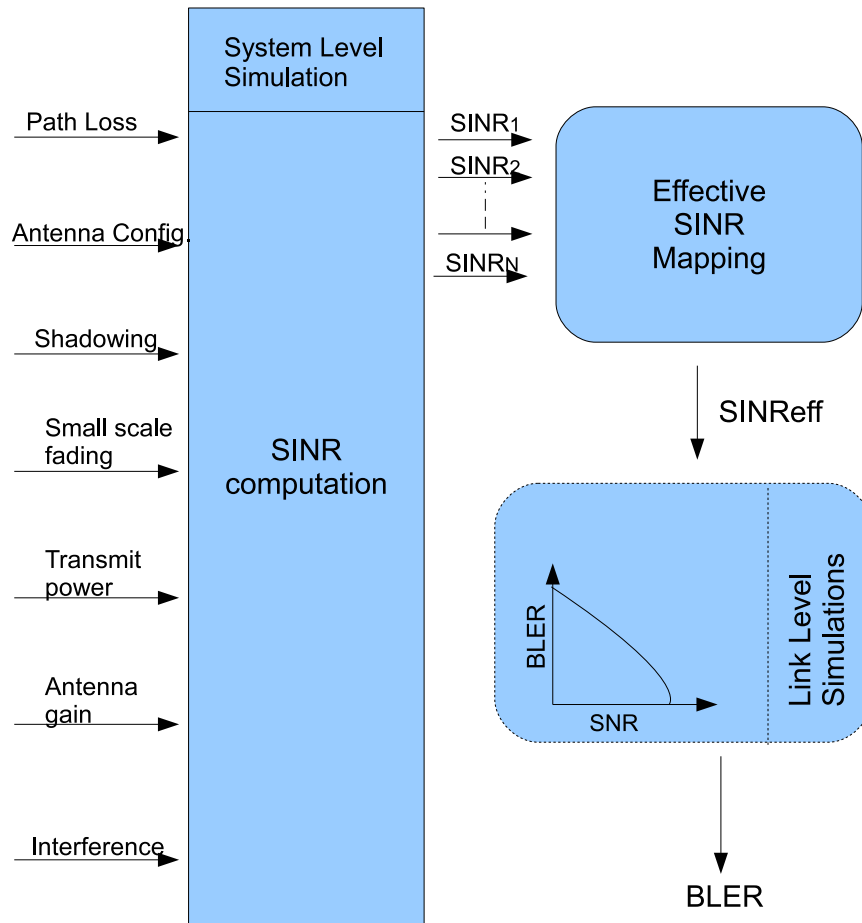 System Level
Simulation
Path Loss
Antenna Config.
Shadowing
Small scale
fading
Transmit
power
Antenna
gain
Interference
SINR
computation
SINR1
SINR2
SINRN
Effective
SINR
Mapping
SINReff
BLER
SNR
Link Level
Simulations
BLER